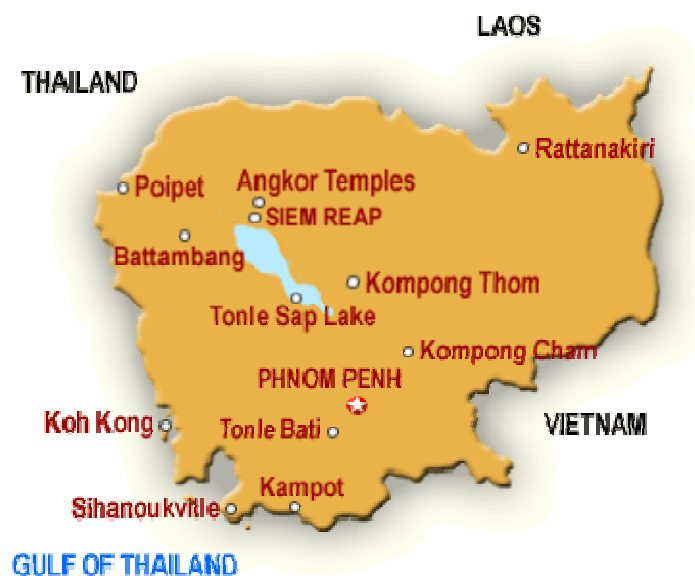 LAOS
THAILAND
Rattanakiri
Poipet
Angkor Temples
SIEM REAP
Battambang
Kompong Thom
Tonle Sap Lake
Kompong Cham
PHNOM PENH
Koh Kong
Tonle Bati
VIETNAM
Kampot
Sihanoukville
GULF OF THAILAND